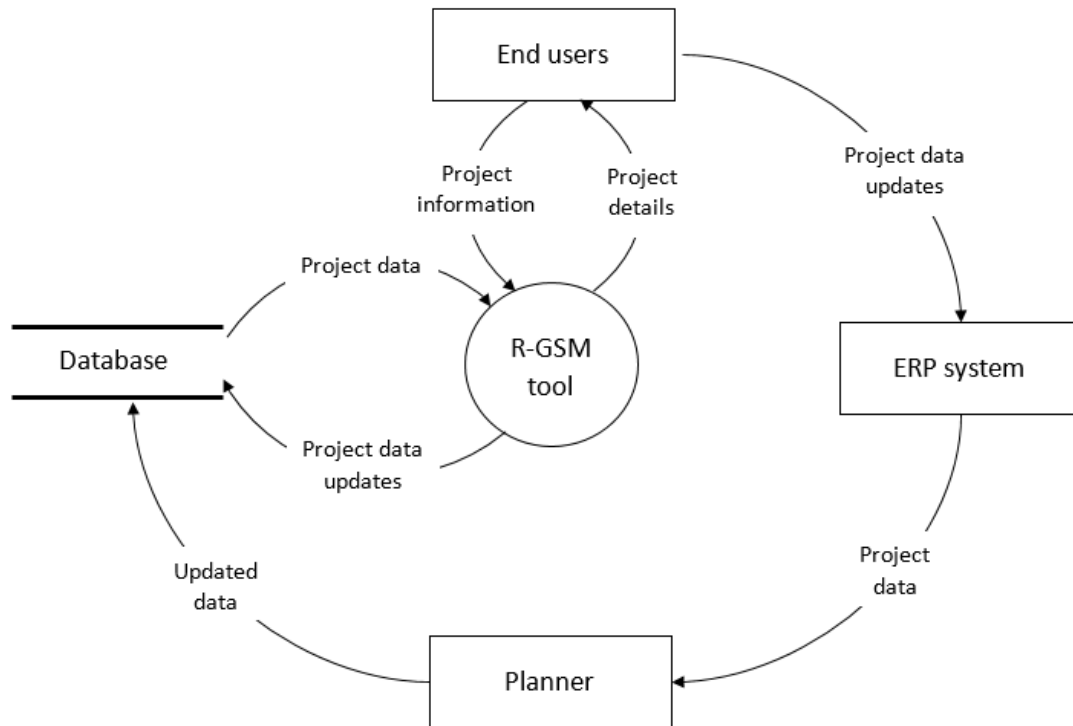 End users
Project data
updates
Project
information
Project
details
Project data
R-GSM
tool
Database
ERP system
Project data
updates
Project
data
Updated
data
Planner